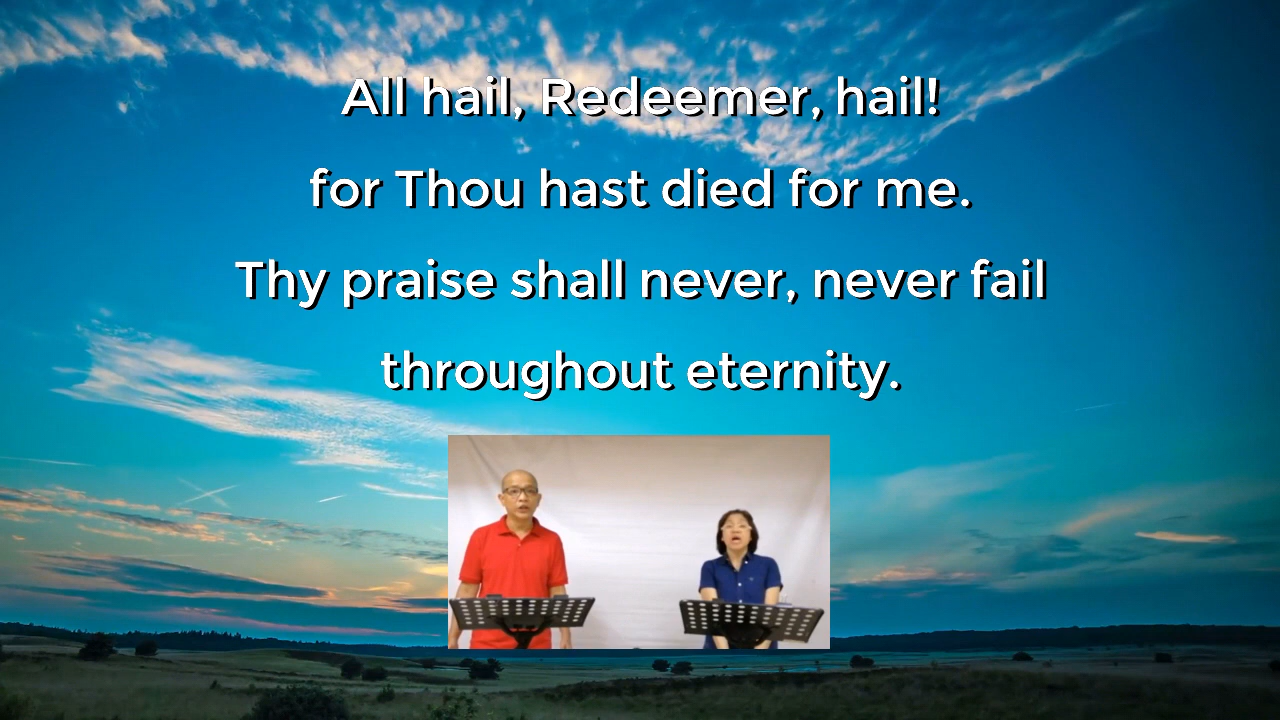 All hail, Redeemer, hail!
for Thou hast died for me.
Thy praise shall never, never fail
throughout eternity.